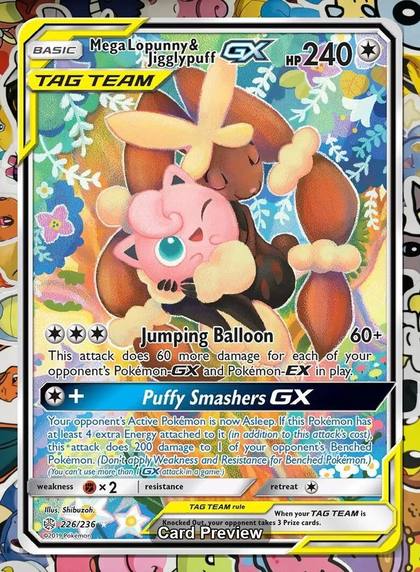 BASIC
Mega Lopunny &
Jigglypuff GX
HP 240
TAG TEAM
Jumping Balloon 60+
This attack does 60 more damage for each of your
opponent's Pokémon-GX and Pokémon-EX in play.
+ Puffy Smashers GX
Your opponent's Active Pokémon is now Asleep. If this Pokémon has
at least 4 extra Energy attached to it (in addition to this attack's cost),
this attack does 200 damage to 1 of your opponent's Benched
Pokémon. (Don't apply Weakness and Resistance for Benched Pokémon.)
(You can't use more than 1 GX attack in a game.)
weakness ×2 resistance retreat
Illus. Shibuzoh.
226/236
©2019 Pokémon
TAG TEAM rule
When your TAG TEAM is
Knocked Out, your opponent takes 3 Prize cards.
Card Preview